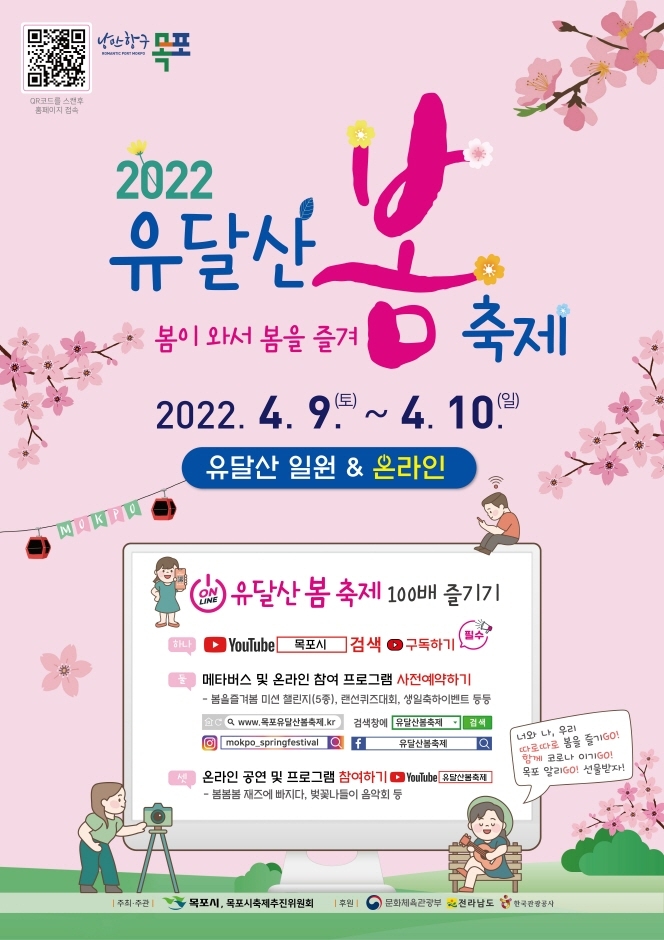 낭만항구 목포
ROMANTIC PORT MOKPO
QR코드를 스캔후
홈페이지 접속
2022
유달산 봄 축제
봄이 와서 봄을 즐겨
2022. 4. 9.(토) ~ 4. 10.(일)
유달산 일원 & 온라인
MOKPO
ON LINE 유달산 봄 축제 100배 즐기기
하나 YouTube 목포시 검색 구독하기 필수
둘 메타버스 및 온라인 참여 프로그램 사전예약하기
- 봄을즐겨봄 미션 챌린지(5종), 랜선퀴즈대회, 생일축하이벤트 등등
www.목포유달산봄축제.kr 검색창에 유달산봄축제 검색
mokpo_springfestival 유달산봄축제
셋 온라인 공연 및 프로그램 참여하기 YouTube 유달산봄축제
- 봄봄봄 재즈에 빠지다, 벚꽃나들이 음악회 등
너와 나, 우리
따로따로 봄을 즐기GO!
함께 코로나 이기GO!
목포 알리GO! 선물받자!
| 주최·주관 | 목포시, 목포시축제추진위원회 | 후원 | 문화체육관광부 전라남도 한국관광공사